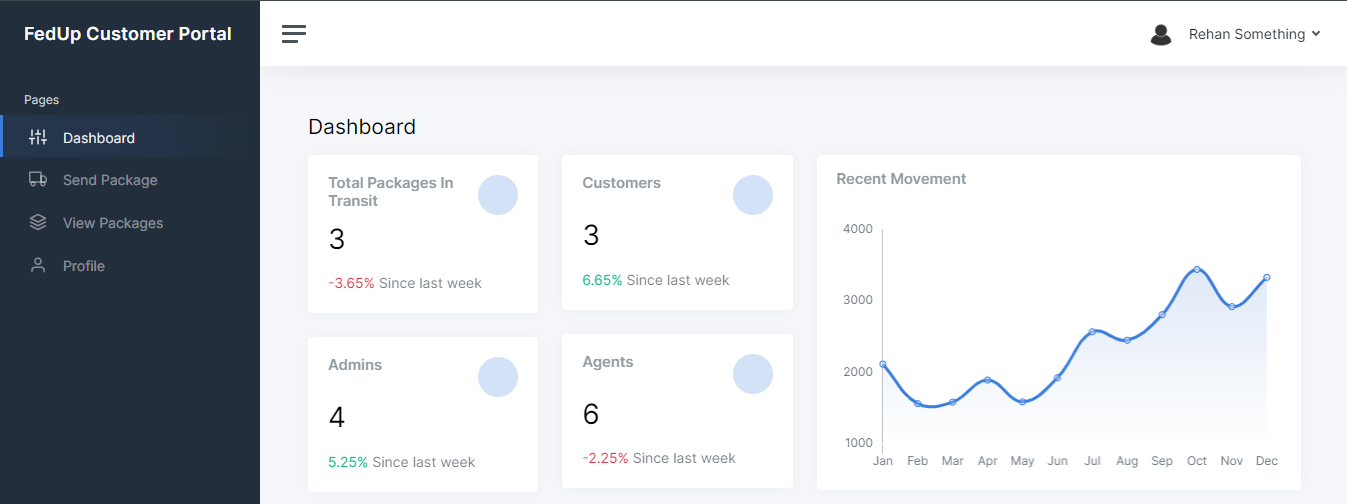 FedUp Customer Portal
Rehan Something
Pages
Dashboard
Send Package
View Packages
Profile
Dashboard
Total Packages In
Transit
3
-3.65% Since last week
Customers
3
6.65% Since last week
Admins
4
5.25% Since last week
Agents
6
-2.25% Since last week
Recent Movement
4000
3000
2000
1000
Jan Feb Mar Apr May Jun Jul Aug Sep Oct Nov Dec